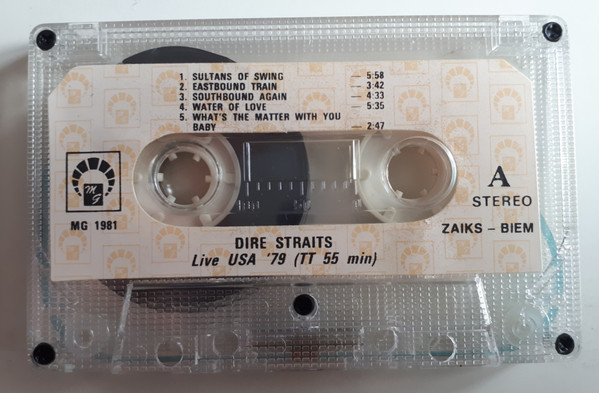 1. SULTANS OF SWING — 5:58
2. EASTBOUND TRAIN — 3:42
3. SOUTHBOUND AGAIN — 4:33
4. WATER OF LOVE — 5:35
5. WHAT'S THE MATTER WITH YOU
BABY — 2:47
MG
A
STEREO
MG 1981
ZAIKS – BIEM
DIRE STRAITS
Live USA '79 (TT 55 min)